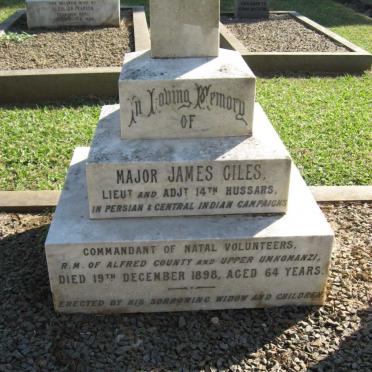 In Loving Memory
OF
MAJOR JAMES GILES,
LIEUT AND ADJT 14TH HUSSARS,
IN PERSIAN & CENTRAL INDIAN CAMPAIGNS
COMMANDANT OF NATAL VOLUNTEERS,
R.M. OF ALFRED COUNTY AND UPPER UMKOMANZI,
DIED 19TH DECEMBER 1898, AGED 64 YEARS.
ERECTED BY HIS SORROWING WIDOW AND CHILDREN